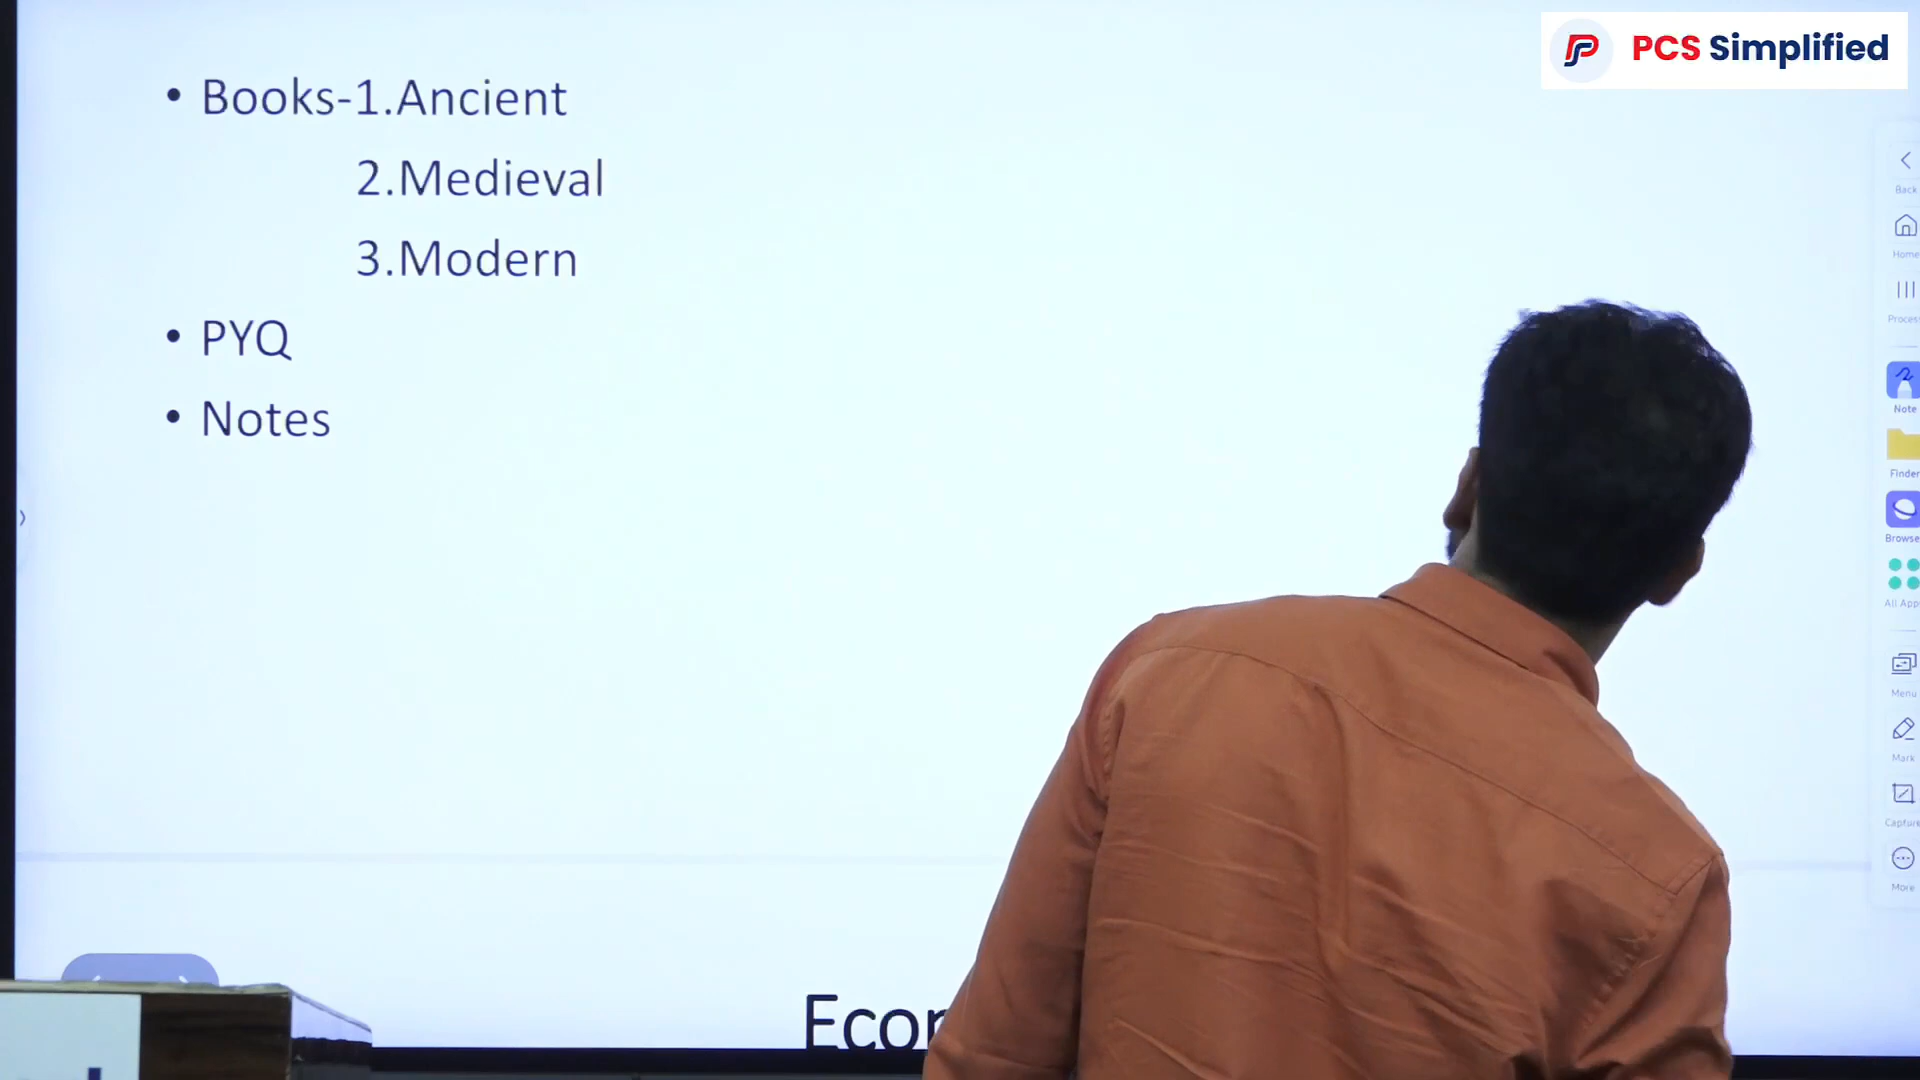 PCS Simplified
• Books-1.Ancient
2.Medieval
3.Modern
• PYQ
• Notes
Back
Home
Note
Finder
Menu
Mark
Capture
More